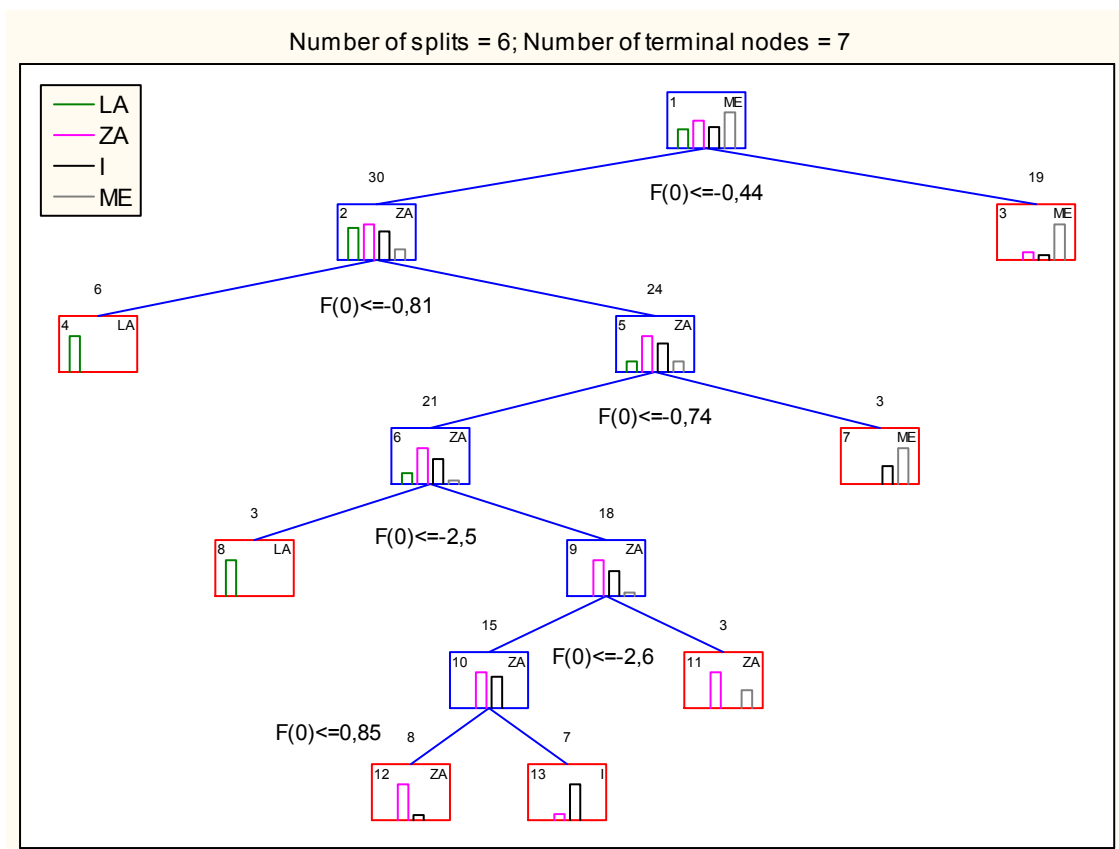 Number of splits = 6; Number of terminal nodes = 7
LA
ZA
I
ME
1 ME
30
F(0)<=-0,44
19
2 ZA
3 ME
6
F(0)<=-0,81
24
4 LA
5 ZA
21
F(0)<=-0,74
3
6 ZA
7 ME
3
F(0)<=-2,5
18
8 LA
9 ZA
15
F(0)<=-2,6
3
10 ZA
11 ZA
F(0)<=0,85
8
7
12 ZA
13 I